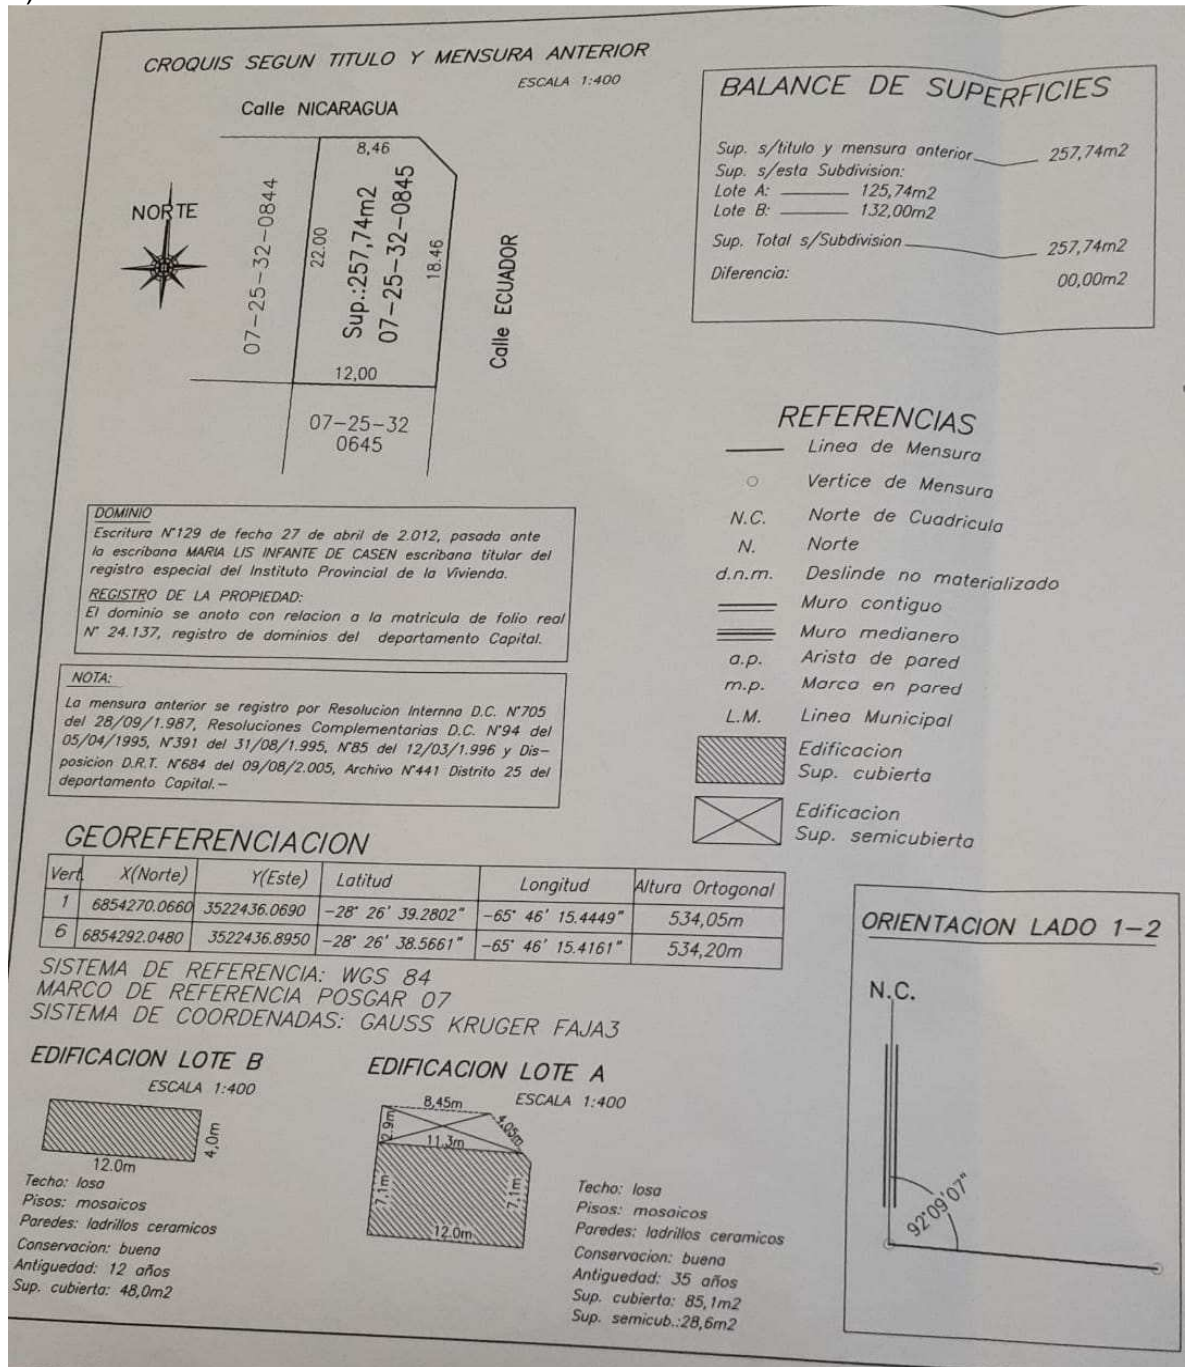 CROQUIS SEGUN TITULO Y MENSURA ANTERIOR
ESCALA 1:400
Calle NICARAGUA
8,46
NORTE
07-25-32-0844
22.00
Sup.:257,74m2
07-25-32-0845
18.46
Calle ECUADOR
12,00
07-25-32
0645
BALANCE DE SUPERFICIES
Sup. s/titulo y mensura anterior 257,74m2
Sup. s/esta Subdivision:
Lote A: 125,74m2
Lote B: 132,00m2
Sup. Total s/Subdivision 257,74m2
Diferencia: 00,00m2
REFERENCIAS
Linea de Mensura
Vertice de Mensura
N.C. Norte de Cuadricula
N. Norte
d.n.m. Deslinde no materializado
Muro contiguo
Muro medianero
a.p. Arista de pared
m.p. Marca en pared
L.M. Linea Municipal
Edificacion
Sup. cubierta
Edificacion
Sup. semicubierta
DOMINIO
Escritura N°129 de fecha 27 de abril de 2.012, pasada ante
la escribana MARIA LIS INFANTE DE CASEN escribana titular del
registro especial del Instituto Provincial de la Vivienda.
REGISTRO DE LA PROPIEDAD:
El dominio se anoto con relacion a la matricula de folio real
N° 24.137, registro de dominios del departamento Capital.
NOTA:
La mensura anterior se registro por Resolucion Internna D.C. N°705
del 28/09/1.987, Resoluciones Complementarias D.C. N°94 del
05/04/1995, N°391 del 31/08/1.995, N°85 del 12/03/1.996 y Dis-
posicion D.R.T. N°684 del 09/08/2.005, Archivo N°441 Distrito 25 del
departamento Capital.-
GEOREFERENCIACION
Vert. X(Norte) Y(Este) Latitud Longitud Altura Ortogonal
1 6854270.0660 3522436.0690 -28° 26' 39.2802" -65° 46' 15.4449" 534,05m
6 6854292.0480 3522436.8950 -28° 26' 38.5661" -65° 46' 15.4161" 534,20m
SISTEMA DE REFERENCIA: WGS 84
MARCO DE REFERENCIA POSGAR 07
SISTEMA DE COORDENADAS: GAUSS KRUGER FAJA3
ORIENTACION LADO 1-2
N.C.
92°09'07"
EDIFICACION LOTE B
ESCALA 1:400
4,0m
12.0m
Techo: losa
Pisos: mosaicos
Paredes: ladrillos ceramicos
Conservacion: buena
Antiguedad: 12 años
Sup. cubierta: 48,0m2
EDIFICACION LOTE A
ESCALA 1:400
8,45m
2.9m
4,05m
11.3m
7,1m
7,1m
12.0m
Techo: losa
Pisos: mosaicos
Paredes: ladrillos ceramicos
Conservacion: buena
Antiguedad: 35 años
Sup. cubierta: 85,1m2
Sup. semicub.:28,6m2